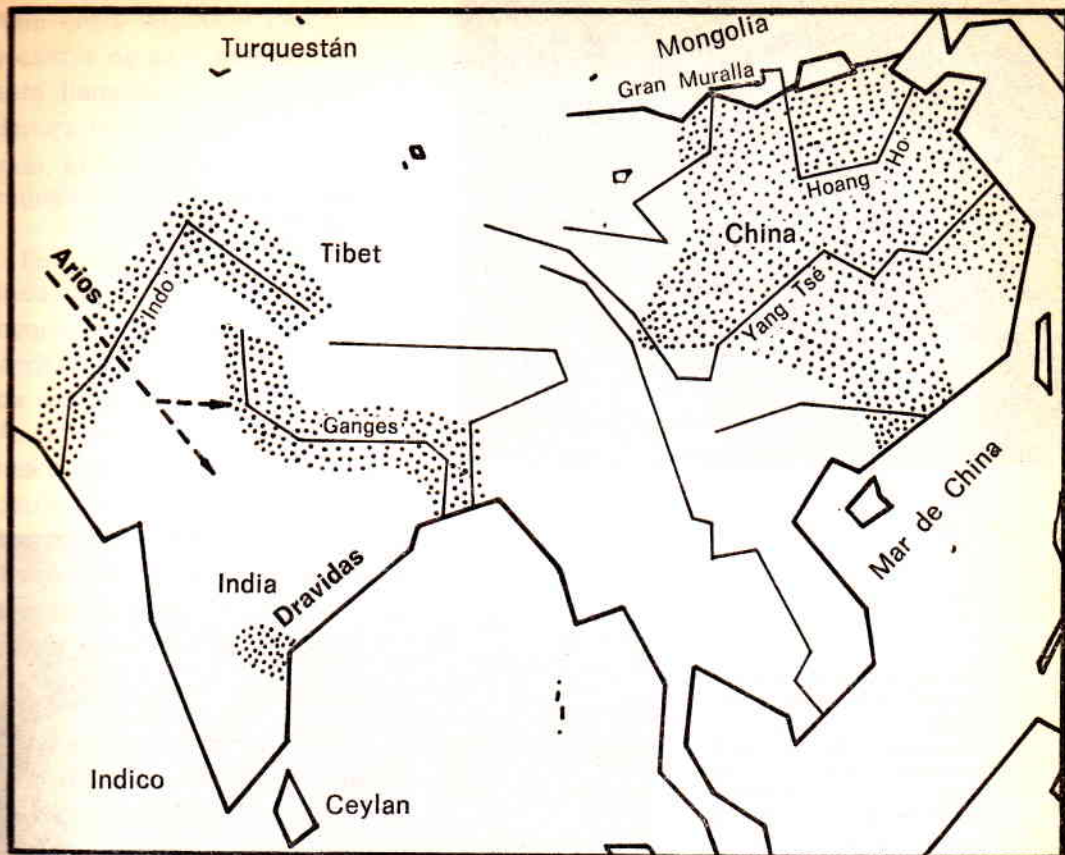 Turquestán
Mongolia
Gran Muralla
Hoang Ho
China
Tibet
Arios
Indo
Yang Tsé
Ganges
Mar de China
India
Dravidas
Indico
Ceylan